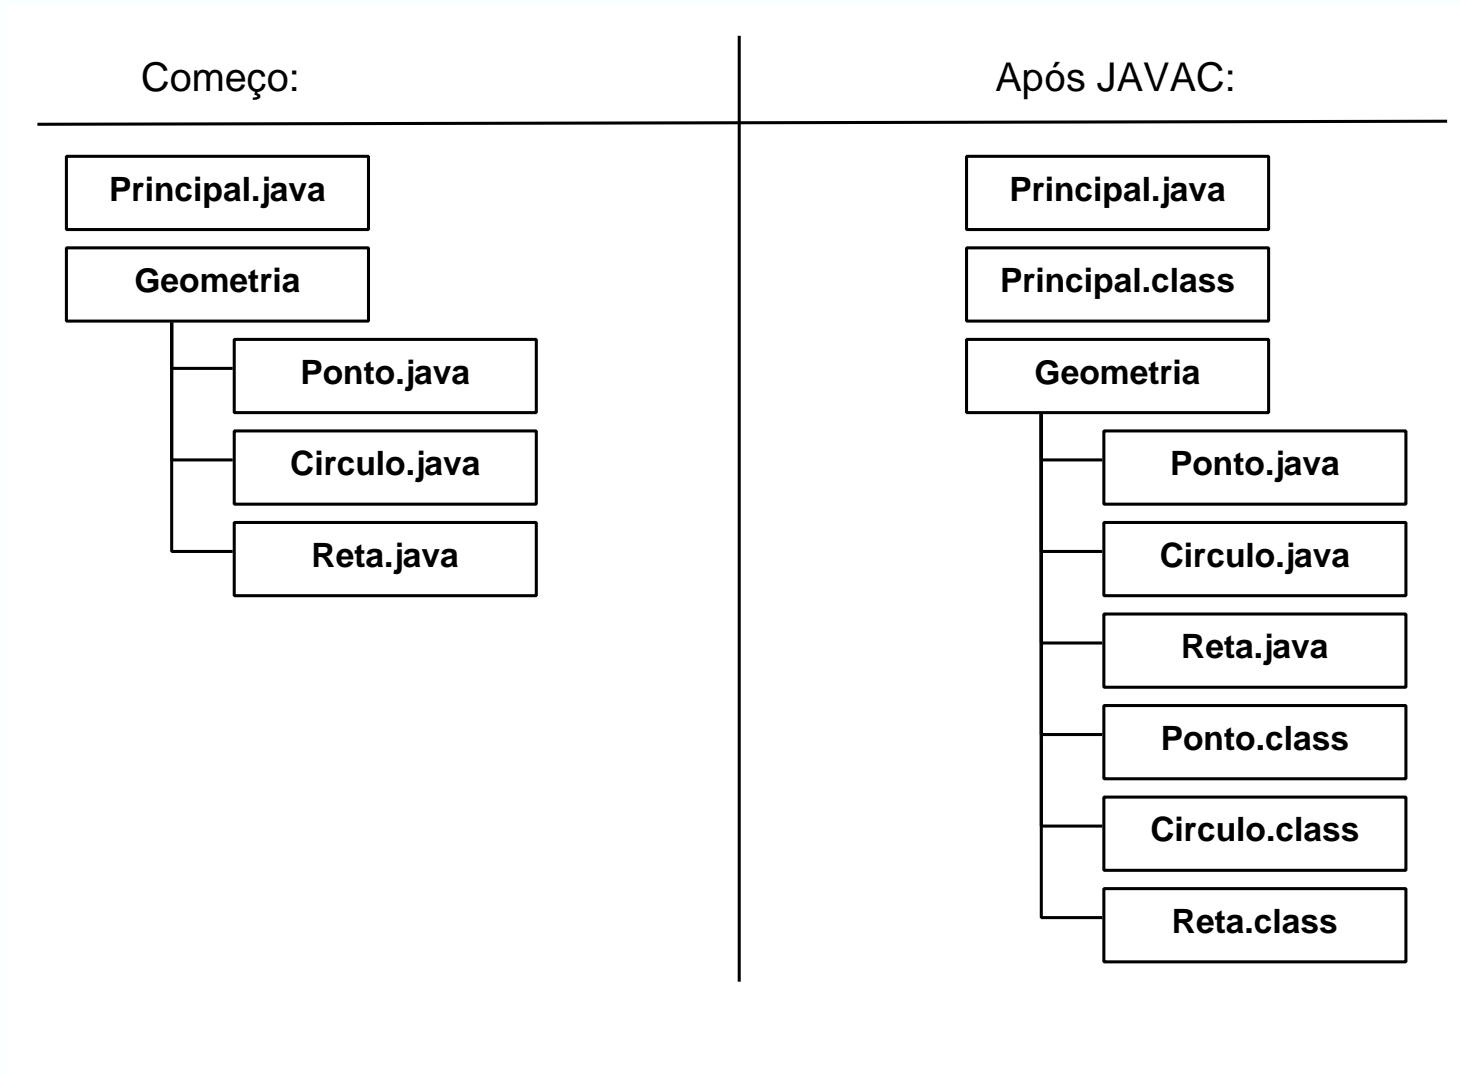 Começo:
Após JAVAC:
Principal.java
Geometria
Ponto.java
Circulo.java
Reta.java
Principal.java
Principal.class
Geometria
Ponto.java
Circulo.java
Reta.java
Ponto.class
Circulo.class
Reta.class